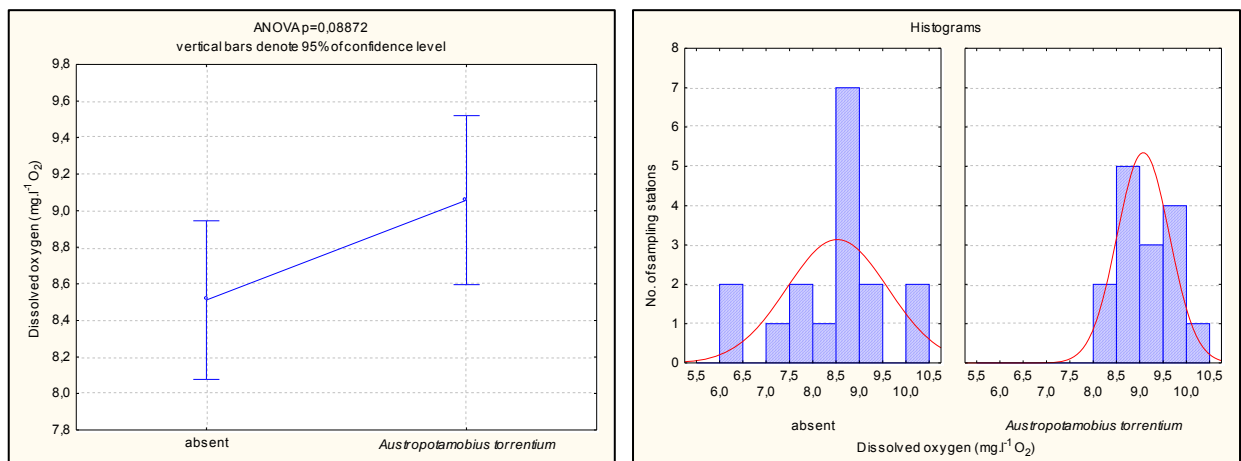 ANOVA p=0,08872
vertical bars denote 95% of confidence level
9,8
9,6
9,4
9,2
9,0
8,8
8,6
8,4
8,2
8,0
7,8
Dissolved oxygen (mg.l-1 O2)
absent
Austropotamobius torrentium
Histograms
8
7
6
5
4
3
2
1
0
No. of sampling stations
5,5 6,5 7,5 8,5 9,5 10,5
6,0 7,0 8,0 9,0 10,0
5,5 6,5 7,5 8,5 9,5 10,5
6,0 7,0 8,0 9,0 10,0
absent
Austropotamobius torrentium
Dissolved oxygen (mg.l-1 O2)